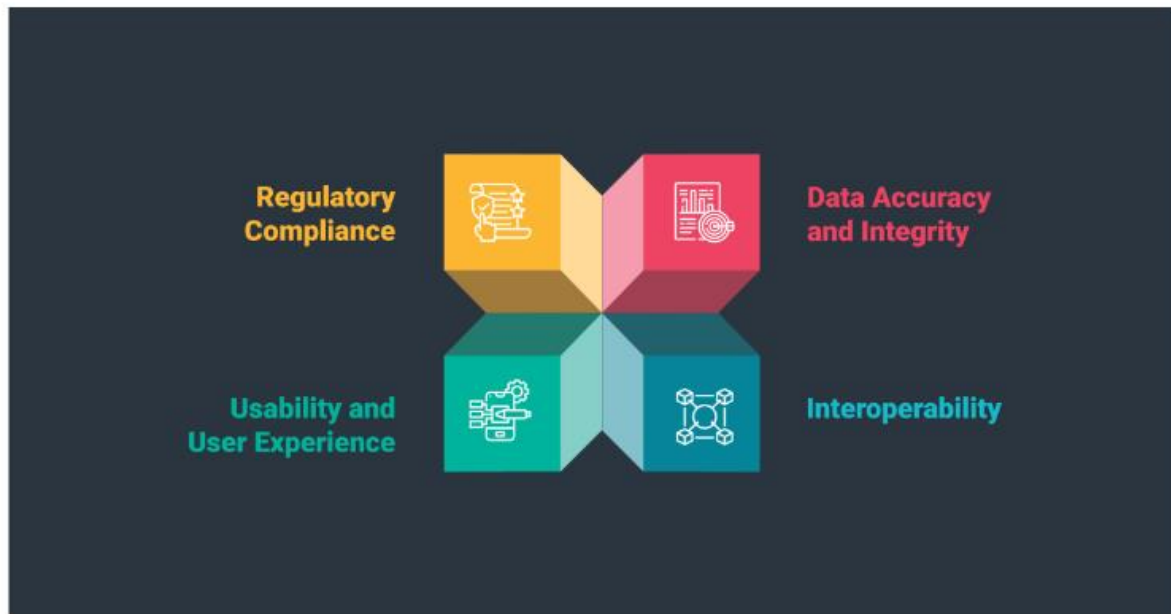 Regulatory
Compliance
Data Accuracy
and Integrity
Usability and
User Experience
Interoperability